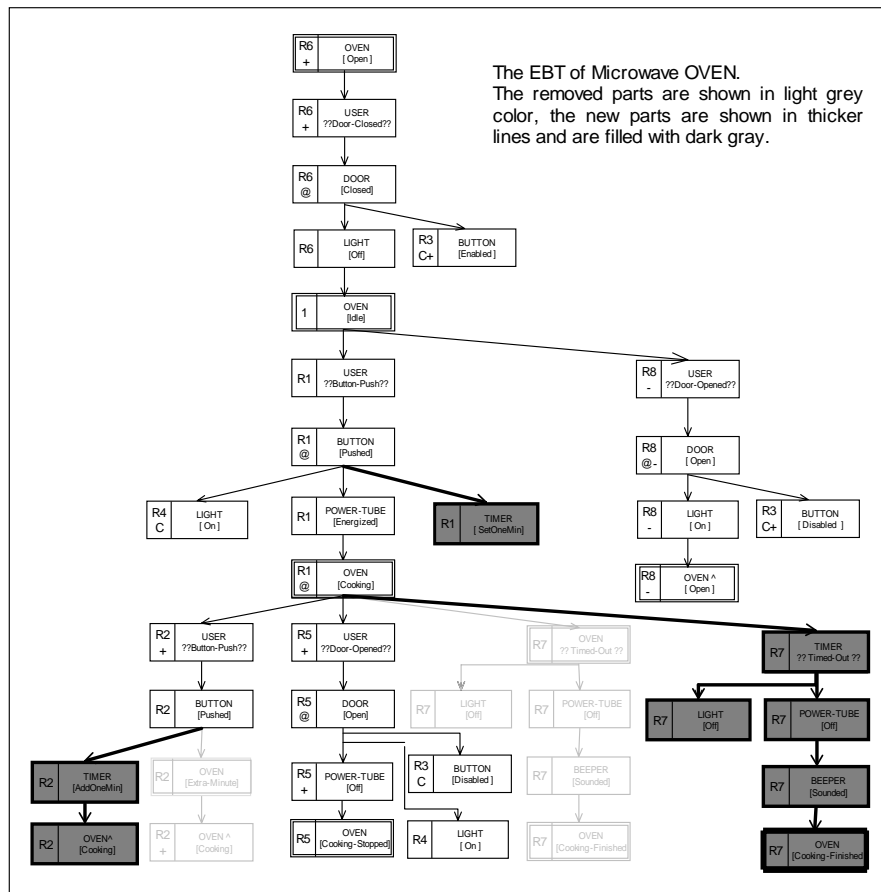 R6
+
OVEN
[ Open ]
The EBT of Microwave OVEN.
The removed parts are shown in light grey
color, the new parts are shown in thicker
lines and are filled with dark gray.
R6
+
USER
??Door-Closed??
R6
@
DOOR
[Closed]
R6
LIGHT
[Off]
R3
C+
BUTTON
[Enabled ]
1
OVEN
[Idle]
R1
USER
??Button-Push??
R8
-
USER
??Door-Opened??
R1
@
BUTTON
[Pushed]
R8
@-
DOOR
[ Open ]
R4
C
LIGHT
[ On ]
R1
POWER-TUBE
[Energized]
R1
TIMER
[ SetOneMin]
R8
-
LIGHT
[ On ]
R3
C+
BUTTON
[ Disabled ]
R1
@
OVEN
[Cooking]
R8
-
OVEN ^
[ Open ]
R2
+
USER
??Button-Push??
R5
+
USER
??Door-Opened??
R7
OVEN
?? Timed-Out ??
R7
TIMER
?? Timed-Out ??
R2
BUTTON
[Pushed]
R5
@
DOOR
[Open]
R7
LIGHT
[Off]
R7
POWER-TUBE
[Off]
R7
LIGHT
[Off]
R7
POWER-TUBE
[Off]
R2
TIMER
[AddOneMin]
R2
OVEN
[Extra-Minute]
R5
+
POWER-TUBE
[Off]
R3
C
BUTTON
[Disabled]
R7
BEEPER
[Sounded]
R7
BEEPER
[Sounded]
R2
OVEN^
[Cooking]
R2
+
OVEN ^
[Cooking]
R5
OVEN
[Cooking-Stopped]
R4
LIGHT
[ On ]
R7
OVEN
[Cooking-Finished
R7
OVEN
[Cooking-Finished]